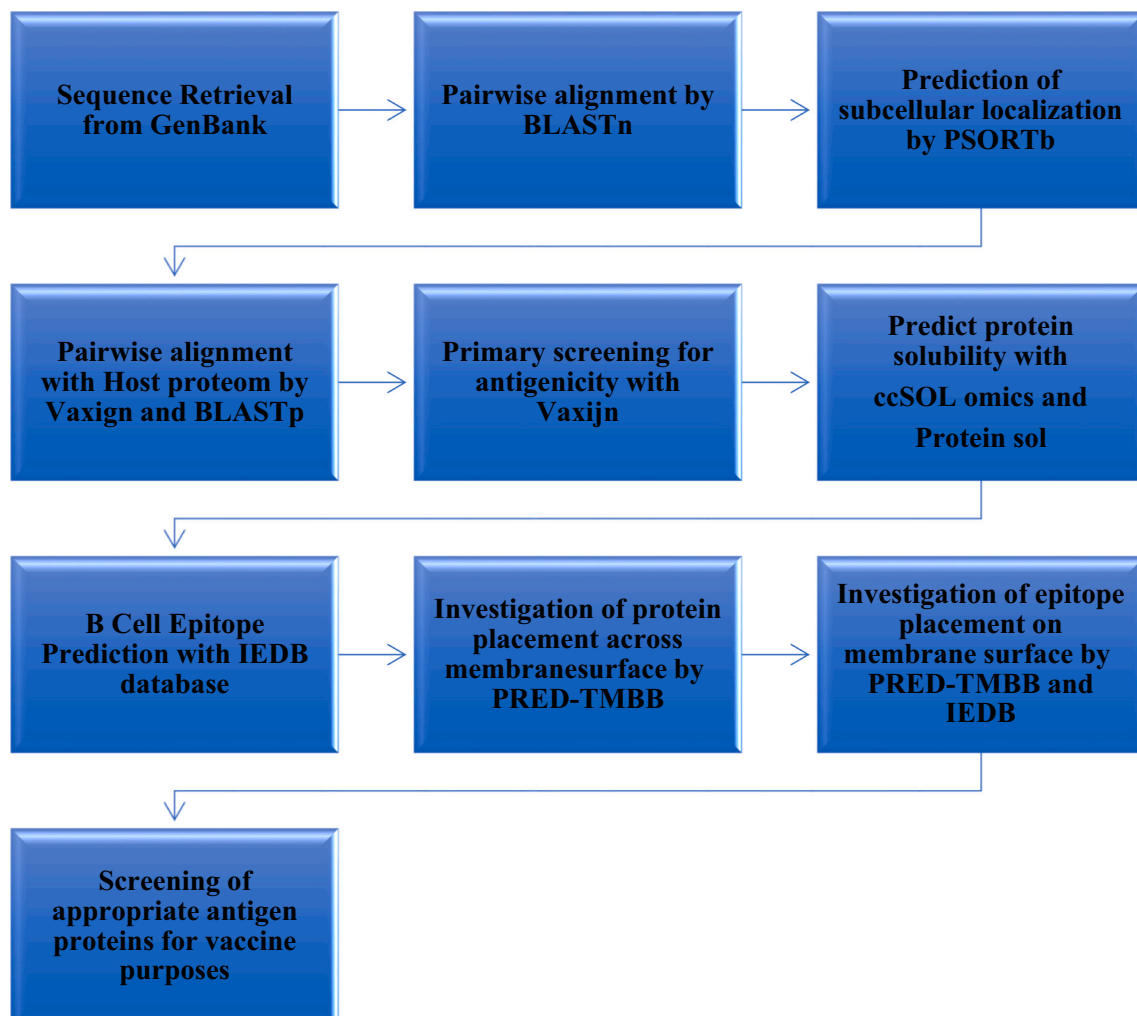 Sequence Retrieval
from GenBank
Pairwise alignment by
BLASTn
Prediction of
subcellular localization
by PSORTb
Pairwise alignment
with Host proteom by
Vaxign and BLASTp
Primary screening for
antigenicity with
Vaxijn
Predict protein
solubility with
ccSOL omics and
Protein sol
B Cell Epitope
Prediction with IEDB
database
Investigation of protein
placement across
membranesurface by
PRED-TMBB
Investigation of epitope
placement on
membrane surface by
PRED-TMBB and
IEDB
Screening of
appropriate antigen
proteins for vaccine
purposes